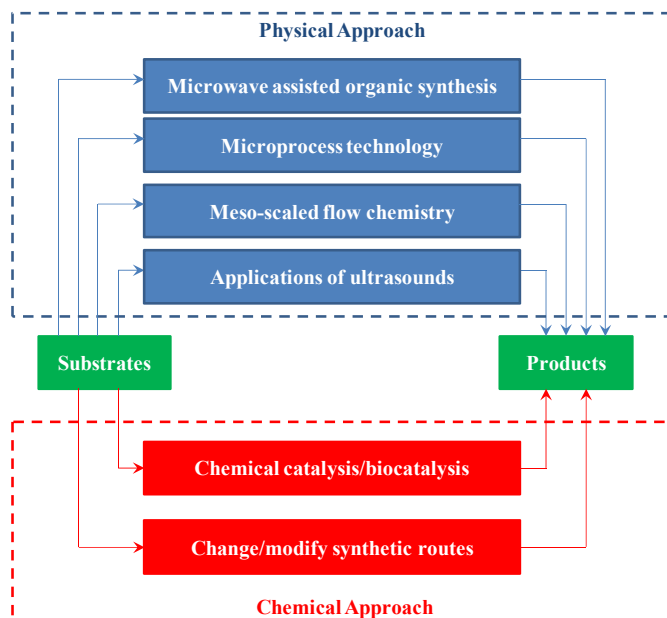 Physical Approach
Microwave assisted organic synthesis
Microprocess technology
Meso-scaled flow chemistry
Applications of ultrasounds
Substrates
Products
Chemical catalysis/biocatalysis
Change/modify synthetic routes
Chemical Approach